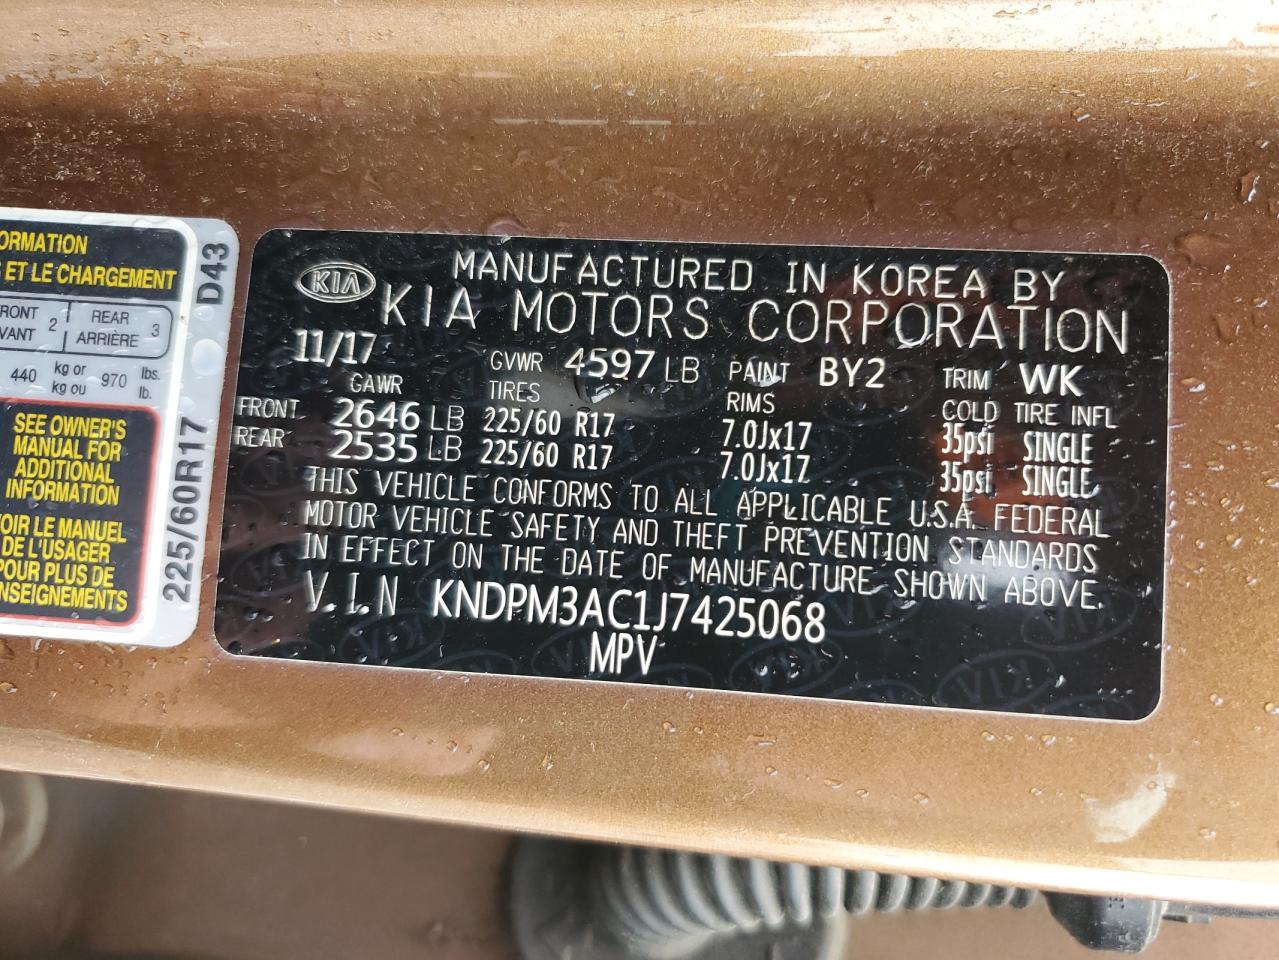 ORMATION
ET LE CHARGEMENT
RONT 2 REAR 3
VANT ARRIÈRE
440 kg or 970 lbs.
kg ou lb.
SEE OWNER'S
MANUAL FOR
ADDITIONAL
INFORMATION
OIR LE MANUEL
DE L'USAGER
POUR PLUS DE
NSEIGNEMENTS
D43
225/60R17
KIA MANUFACTURED IN KOREA BY
KIA MOTORS CORPORATION
11/17 GVWR 4597 LB PAINT BY2 TRIM WK
GAWR TIRES RIMS COLD TIRE INFL
FRONT 2646 LB 225/60 R17 7.0Jx17 35psi SINGLE
REAR 2535 LB 225/60 R17 7.0Jx17 35psi SINGLE
THIS VEHICLE CONFORMS TO ALL APPLICABLE U.S.A. FEDERAL
MOTOR VEHICLE SAFETY AND THEFT PREVENTION STANDARDS
IN EFFECT ON THE DATE OF MANUFACTURE SHOWN ABOVE.
V.I.N KNDPM3AC1J7425068
MPV